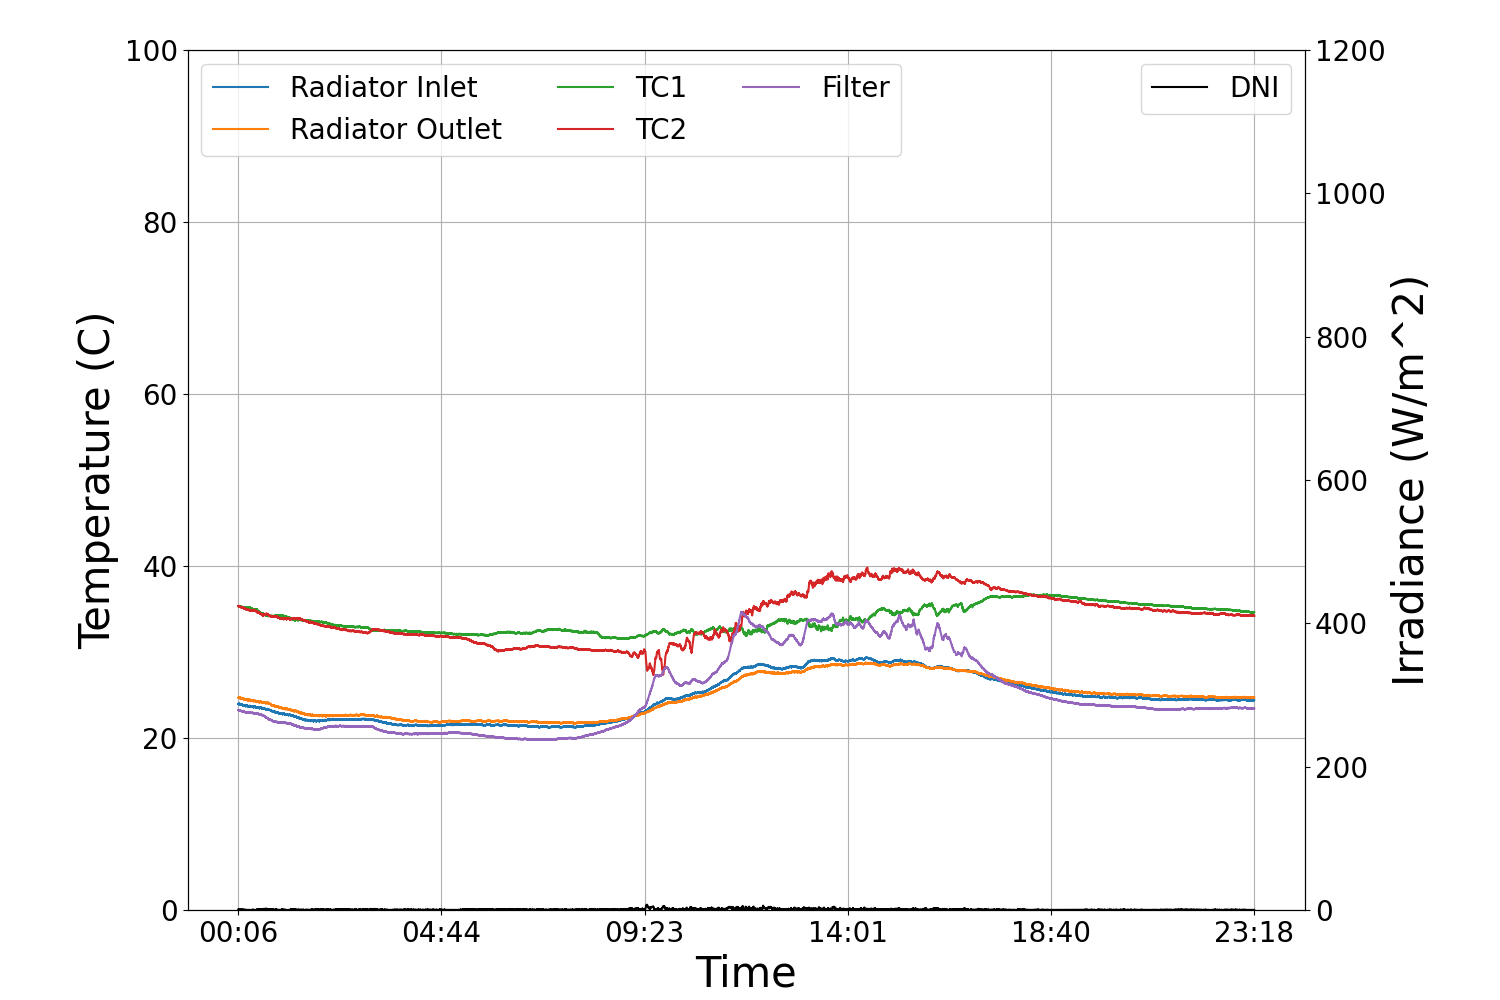 Radiator Inlet
Radiator Outlet
TC1
TC2
Filter
DNI
Temperature (C)
100
80
60
40
20
0
Irradiance (W/m^2)
1200
1000
800
600
400
200
0
00:06 04:44 09:23 14:01 18:40 23:18
Time